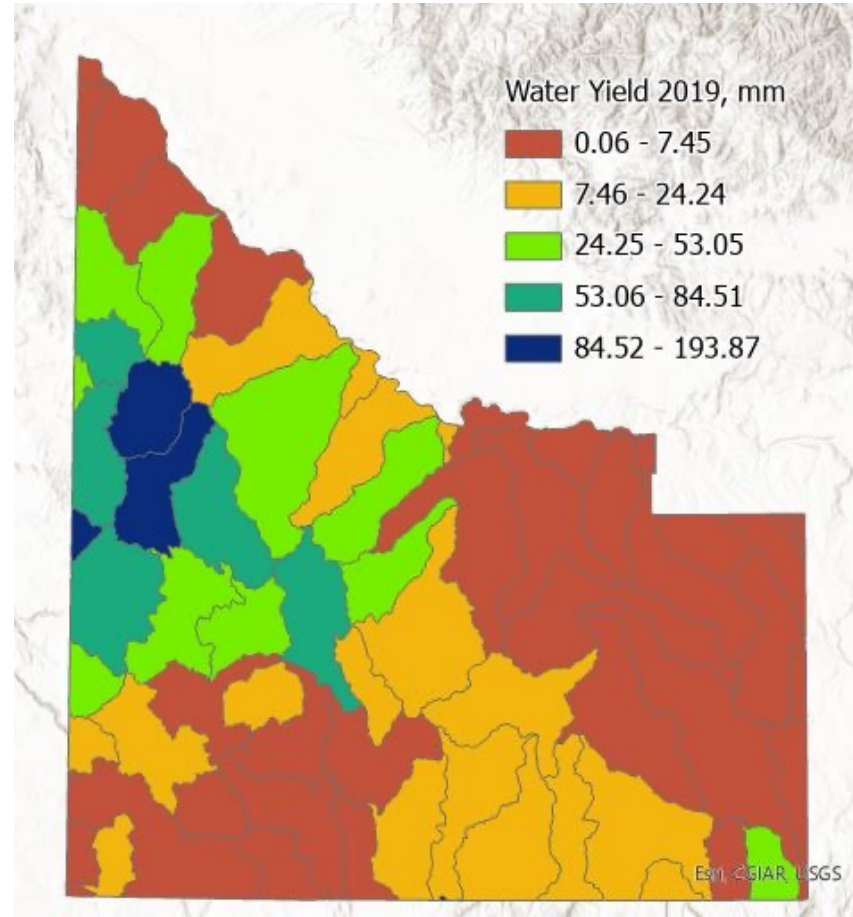 Water Yield 2019, mm
0.06 - 7.45
7.46 - 24.24
24.25 - 53.05
53.06 - 84.51
84.52 - 193.87
Esri, CGIAR, USGS